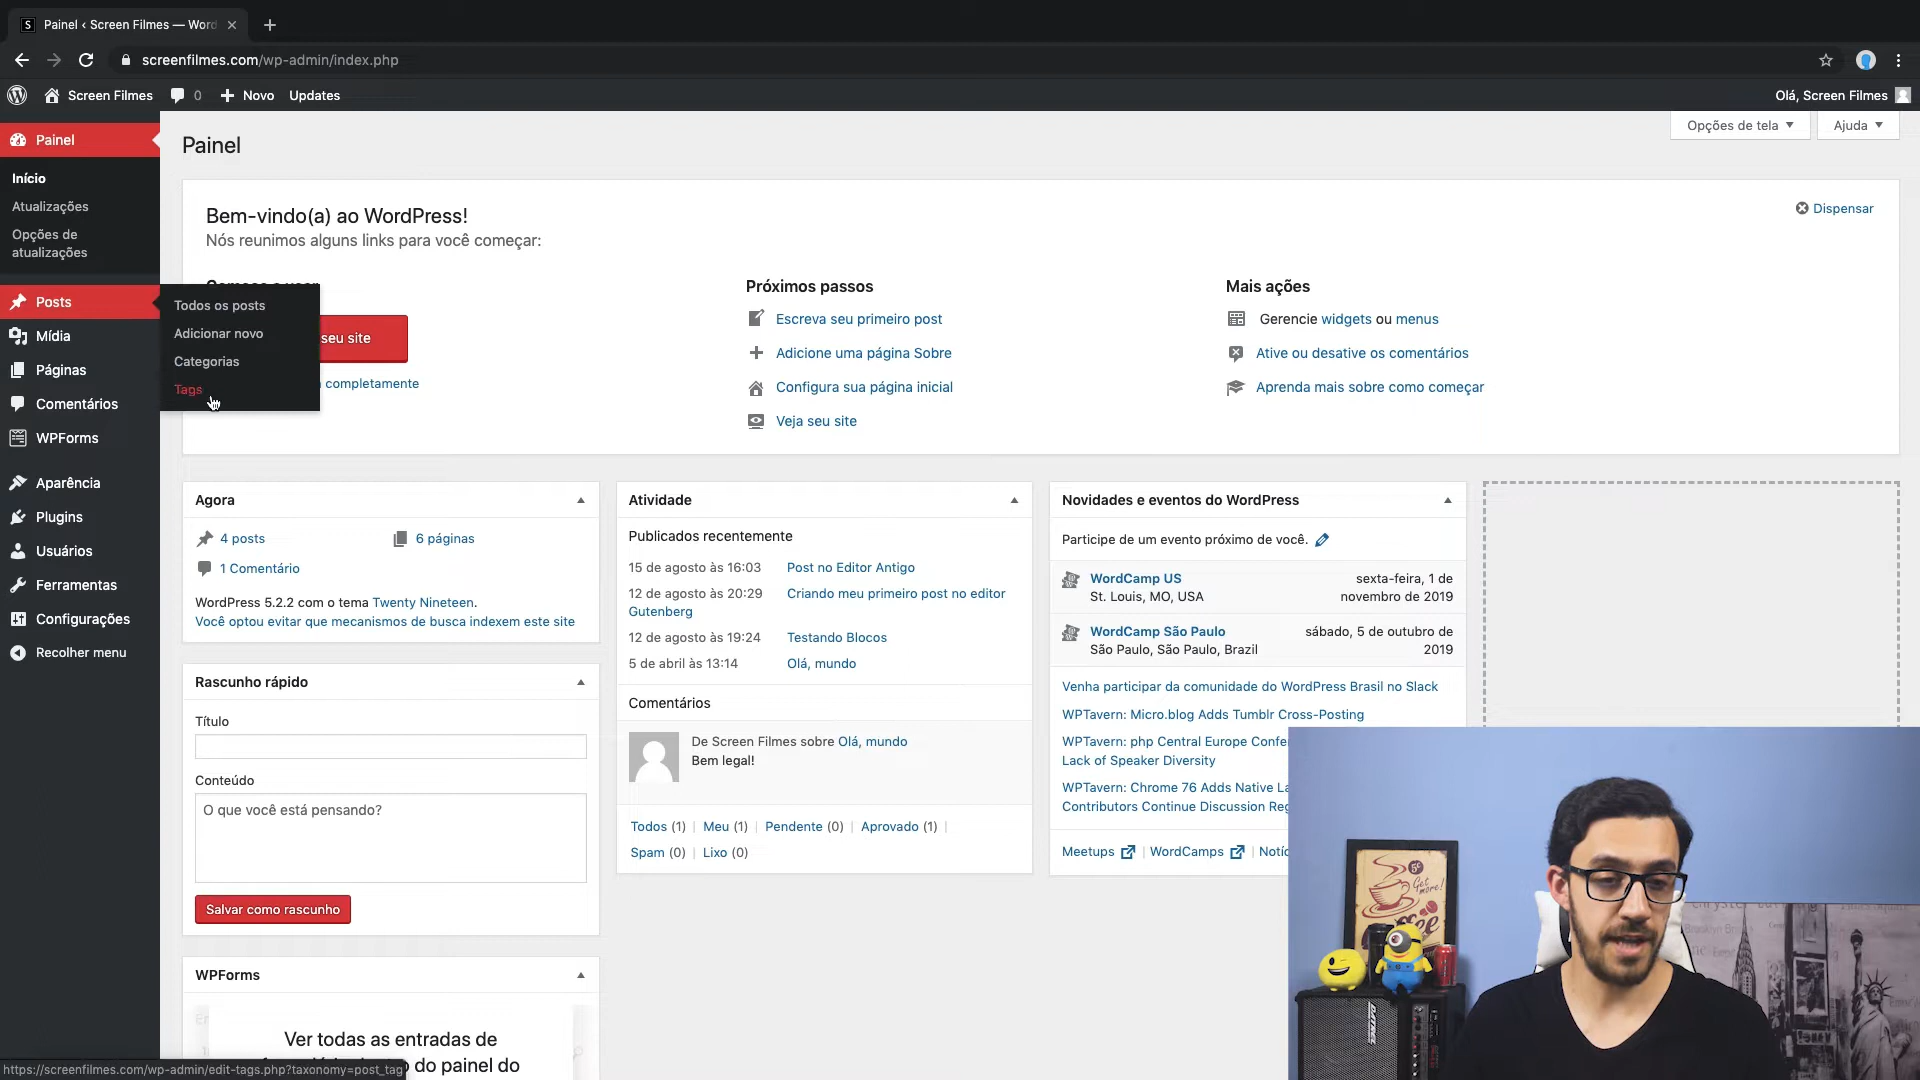 Painel ‹ Screen Filmes — Word
screenfilmes.com/wp-admin/index.php
Screen Filmes
0
Novo
Updates
Olá, Screen Filmes
Painel
Início
Atualizações
Opções de
atualizações
Posts
Mídia
Páginas
Comentários
WPForms
Aparência
Plugins
Usuários
Ferramentas
Configurações
Recolher menu
Todos os posts
Adicionar novo
Categorias
Tags
Painel
Opções de tela
Ajuda
Bem-vindo(a) ao WordPress!
Nós reunimos alguns links para você começar:
Dispensar
seu site
completamente
Próximos passos
Escreva seu primeiro post
Adicione uma página Sobre
Configura sua página inicial
Veja seu site
Mais ações
Gerencie widgets ou menus
Ative ou desative os comentários
Aprenda mais sobre como começar
Agora
4 posts
6 páginas
1 Comentário
WordPress 5.2.2 com o tema Twenty Nineteen.
Você optou evitar que mecanismos de busca indexem este site
Rascunho rápido
Título
Conteúdo
O que você está pensando?
Salvar como rascunho
WPForms
Ver todas as entradas de
do painel do
Atividade
Publicados recentemente
15 de agosto às 16:03 Post no Editor Antigo
12 de agosto às 20:29 Criando meu primeiro post no editor
Gutenberg
12 de agosto às 19:24 Testando Blocos
5 de abril às 13:14 Olá, mundo
Comentários
De Screen Filmes sobre Olá, mundo
Bem legal!
Todos (1) | Meu (1) | Pendente (0) | Aprovado (1) |
Spam (0) | Lixo (0)
Novidades e eventos do WordPress
Participe de um evento próximo de você.
WordCamp US
St. Louis, MO, USA
sexta-feira, 1 de
novembro de 2019
WordCamp São Paulo
São Paulo, São Paulo, Brazil
sábado, 5 de outubro de
2019
Venha participar da comunidade do WordPress Brasil no Slack
WPTavern: Micro.blog Adds Tumblr Cross-Posting
WPTavern: php Central Europe Confe
Lack of Speaker Diversity
WPTavern: Chrome 76 Adds Native La
Contributors Continue Discussion Reg
Meetups | WordCamps | Notíc
5¢
Get
more!
https://screenfilmes.com/wp-admin/edit-tags.php?taxonomy=post_tag